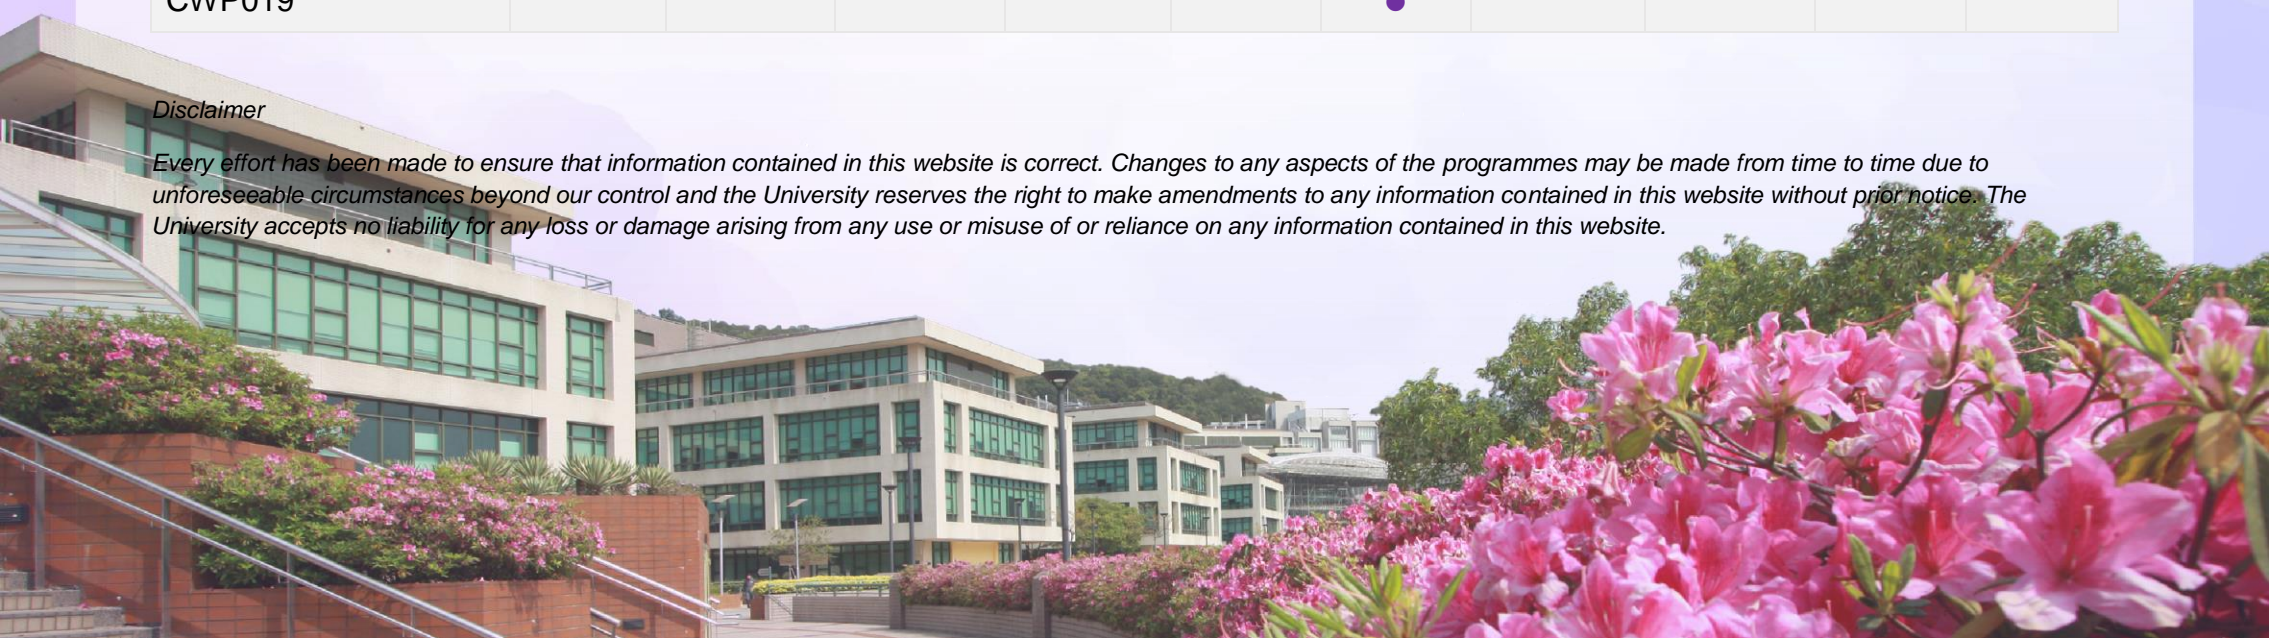 CWP019
Disclaimer
Every effort has been made to ensure that information contained in this website is correct. Changes to any aspects of the programmes may be made from time to time due to
unforeseeable circumstances beyond our control and the University reserves the right to make amendments to any information contained in this website without prior notice. The
University accepts no liability for any loss or damage arising from any use or misuse of or reliance on any information contained in this website.